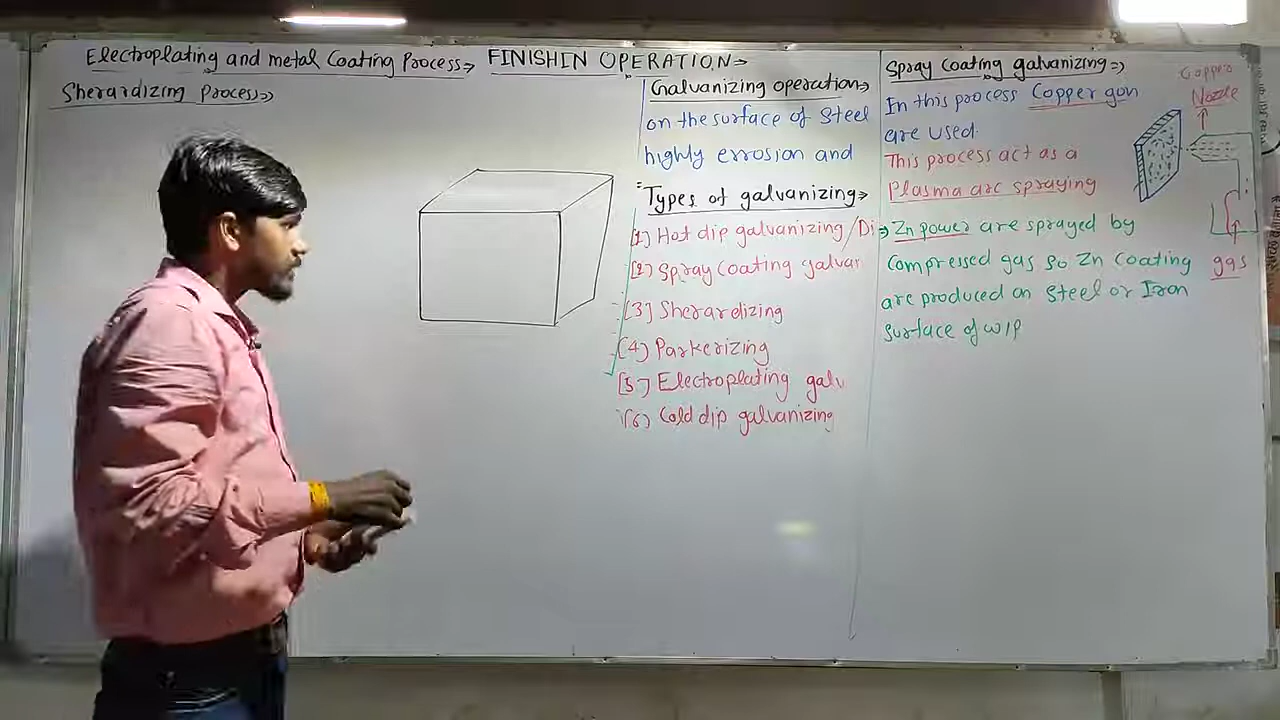 Electroplating and metal Coating Process⇒ FINISHIN OPERATION⇒
Sherardizing Process⇒
Galvanizing operation⇒
on the surface of Steel
highly errosion and
Types of galvanizing⇒
[1] Hot dip galvanizing/Di
[2] Spray Coating galvar
[3] Sherardizing
[4] Parkerizing
[5] Electroplating galv
(6) Cold dip galvanizing
Spray Coating galvanizing⇒
In this process Copper gon
are used.
This process act as a
Plasma arc spraying
⇒ Zn power are sprayed by
Compressed gas so Zn Coating
are produced on Steel or Iron
surface of w/p
Copper
Nozzle
gas